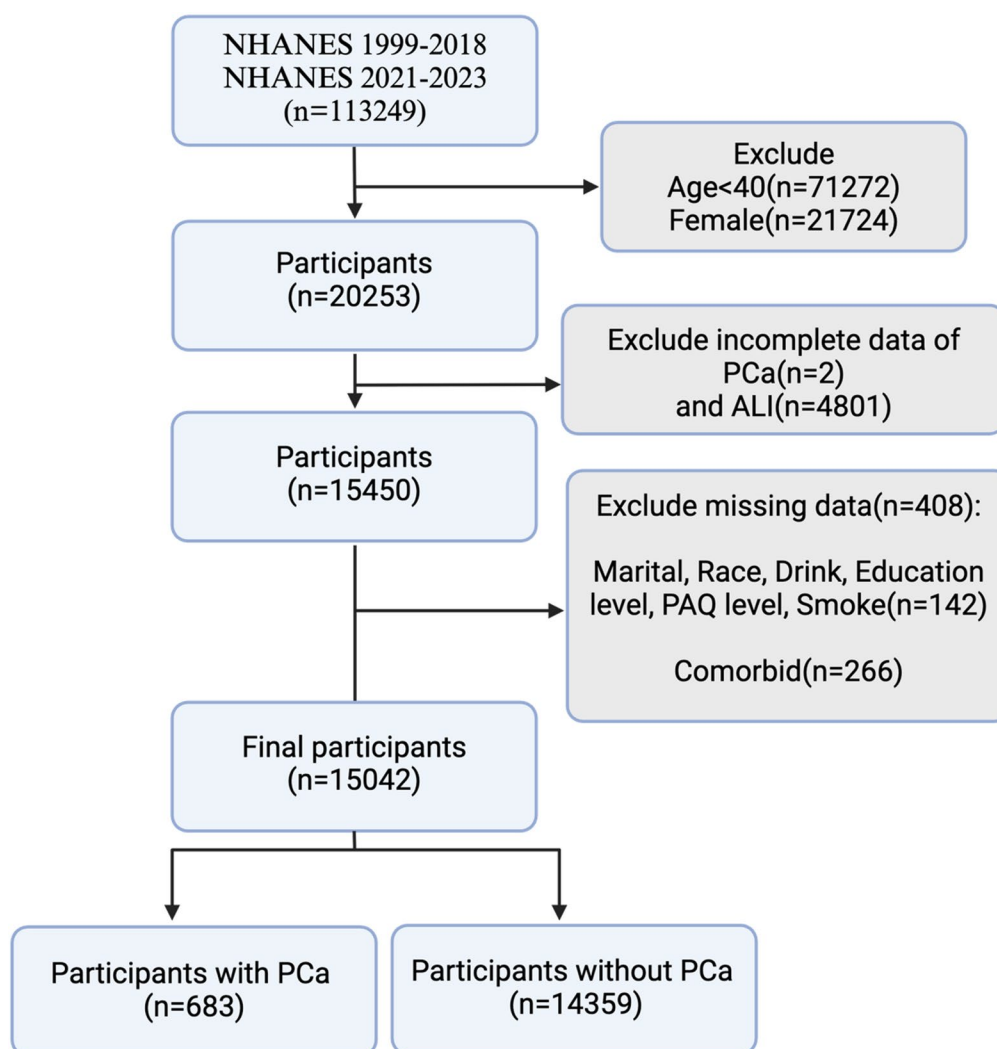 NHANES 1999-2018
NHANES 2021-2023
(n=113249)
Exclude
Age<40(n=71272)
Female(n=21724)
Participants
(n=20253)
Exclude incomplete data of
PCa(n=2)
and ALI(n=4801)
Participants
(n=15450)
Exclude missing data(n=408):
Marital, Race, Drink, Education
level, PAQ level, Smoke(n=142)
Comorbid(n=266)
Final participants
(n=15042)
Participants with PCa
(n=683)
Participants without PCa
(n=14359)